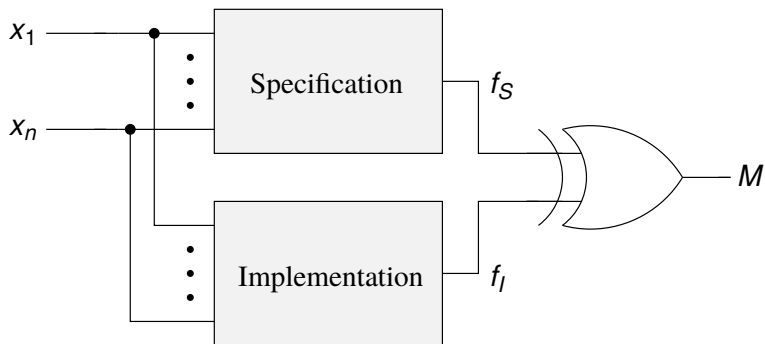 x1
Specification
fS
xn
M
Implementation
fI